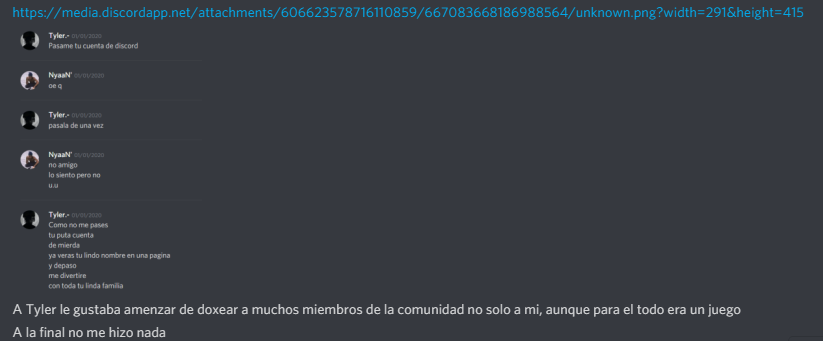 https://media.discordapp.net/attachments/606623578716110859/667083668186988564/unknown.png?width=291&height=415
Tyler.- 01/01/2020
Pasame tu cuenta de discord
NyaaN' 01/01/2020
oe q
Tyler.- 01/01/2020
pasala de una vez
NyaaN' 01/01/2020
no amigo
lo siento pero no
u.u
Tyler.- 01/01/2020
Como no me pases
tu puta cuenta
de mierda
ya veras tu lindo nombre en una pagina
y depaso
me divertire
con toda tu linda familia
A Tyler le gustaba amenzar de doxear a muchos miembros de la comunidad no solo a mi, aunque para el todo era un juego
A la final no me hizo nada